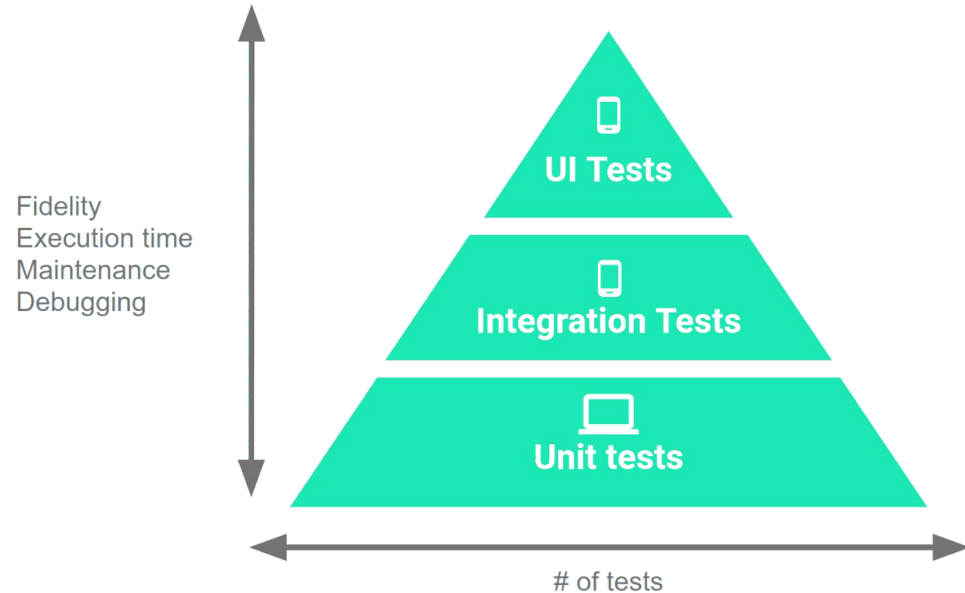 UI Tests
Fidelity
Execution time
Maintenance
Debugging
Integration Tests
Unit tests
# of tests